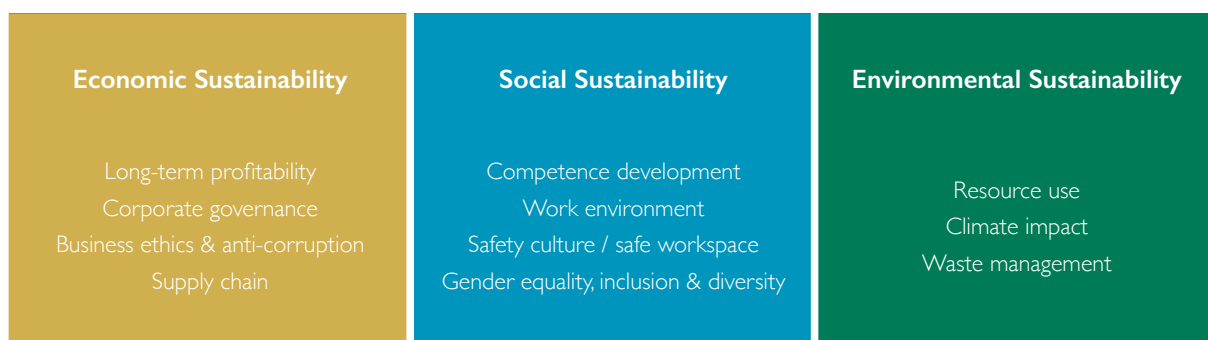 Economic Sustainability
Long-term profitability
Corporate governance
Business ethics & anti-corruption
Supply chain
Social Sustainability
Competence development
Work environment
Safety culture / safe workspace
Gender equality, inclusion & diversity
Environmental Sustainability
Resource use
Climate impact
Waste management